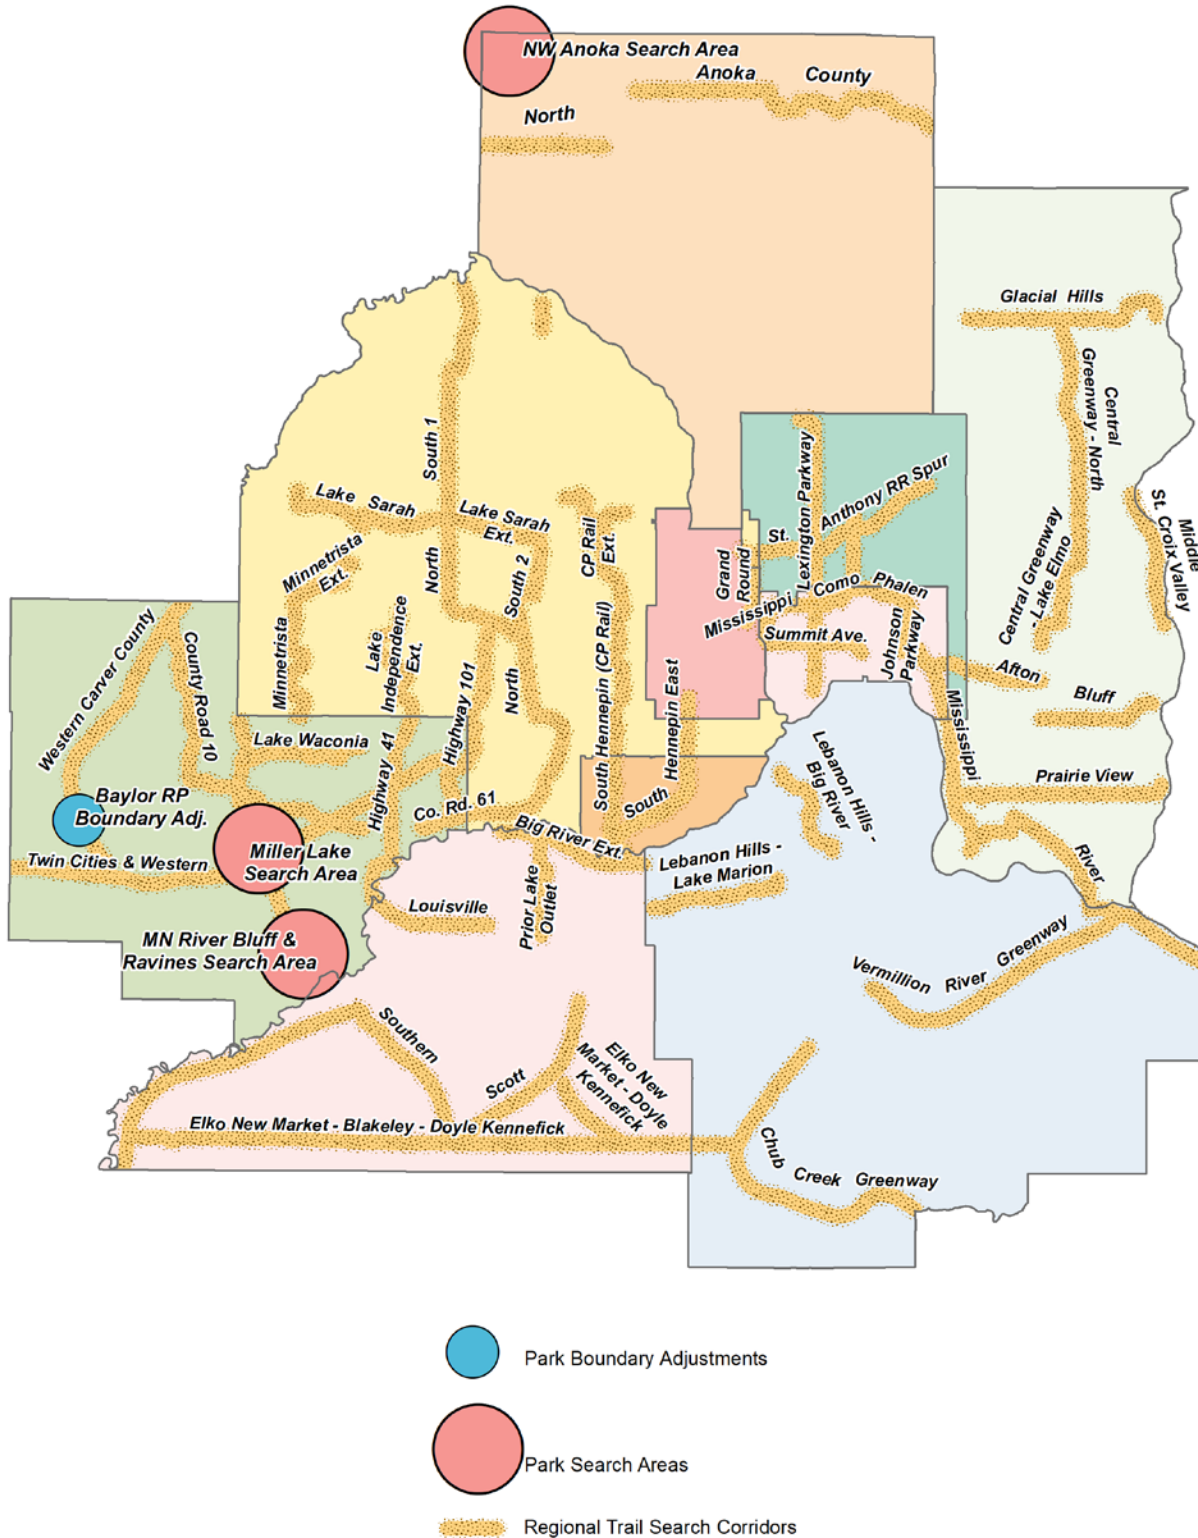 NW Anoka Search Area
Anoka County
North
Glacial Hills
Central
Greenway - North
South 1
Lake Sarah
Lake Sarah
Ext.
CP Rail
Ext.
Lexington Parkway
Anthony RR Spur
St.
Grand
Round
Middle
St. Croix Valley
Minnetrista
Ext.
North
South 2
Mississippi Como Phalen
Central Greenway
- Lake Elmo
Summit Ave.
Johnson
Parkway
Afton
Bluff
Western Carver County
County Road 10
Minnetrista
Lake
Independence
Ext.
Highway 101
North
South Hennepin (CP Rail)
South Hennepin East
Mississippi
River
Lake Waconia
Highway 41
Lebanon Hills -
Big River
Prairie View
Baylor RP
Boundary Adj.
Co. Rd. 61
Big River Ext.
Miller Lake
Search Area
Twin Cities & Western
Lebanon Hills -
Lake Marion
Louisville
Prior Lake
Outlet
MN River Bluff &
Ravines Search Area
Vermillion River Greenway
Southern
Scott
Elko New
Market - Doyle
Kennefick
Elko New Market - Blakeley - Doyle Kennefick
Chub Creek Greenway
Park Boundary Adjustments
Park Search Areas
Regional Trail Search Corridors